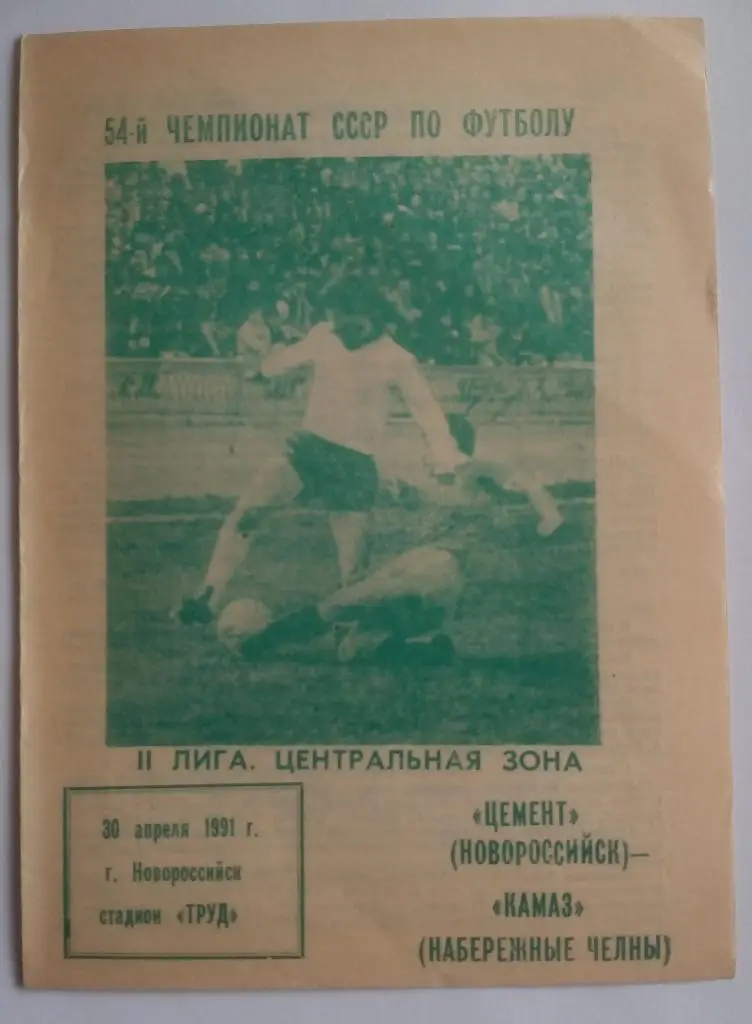 54-й ЧЕМПИОНАТ СССР ПО ФУТБОЛУ
II ЛИГА. ЦЕНТРАЛЬНАЯ ЗОНА
30 апреля 1991 г.
г. Новороссийск
стадион «ТРУД»
«ЦЕМЕНТ»
(НОВОРОССИЙСК)—
«КАМАЗ»
(НАБЕРЕЖНЫЕ ЧЕЛНЫ)